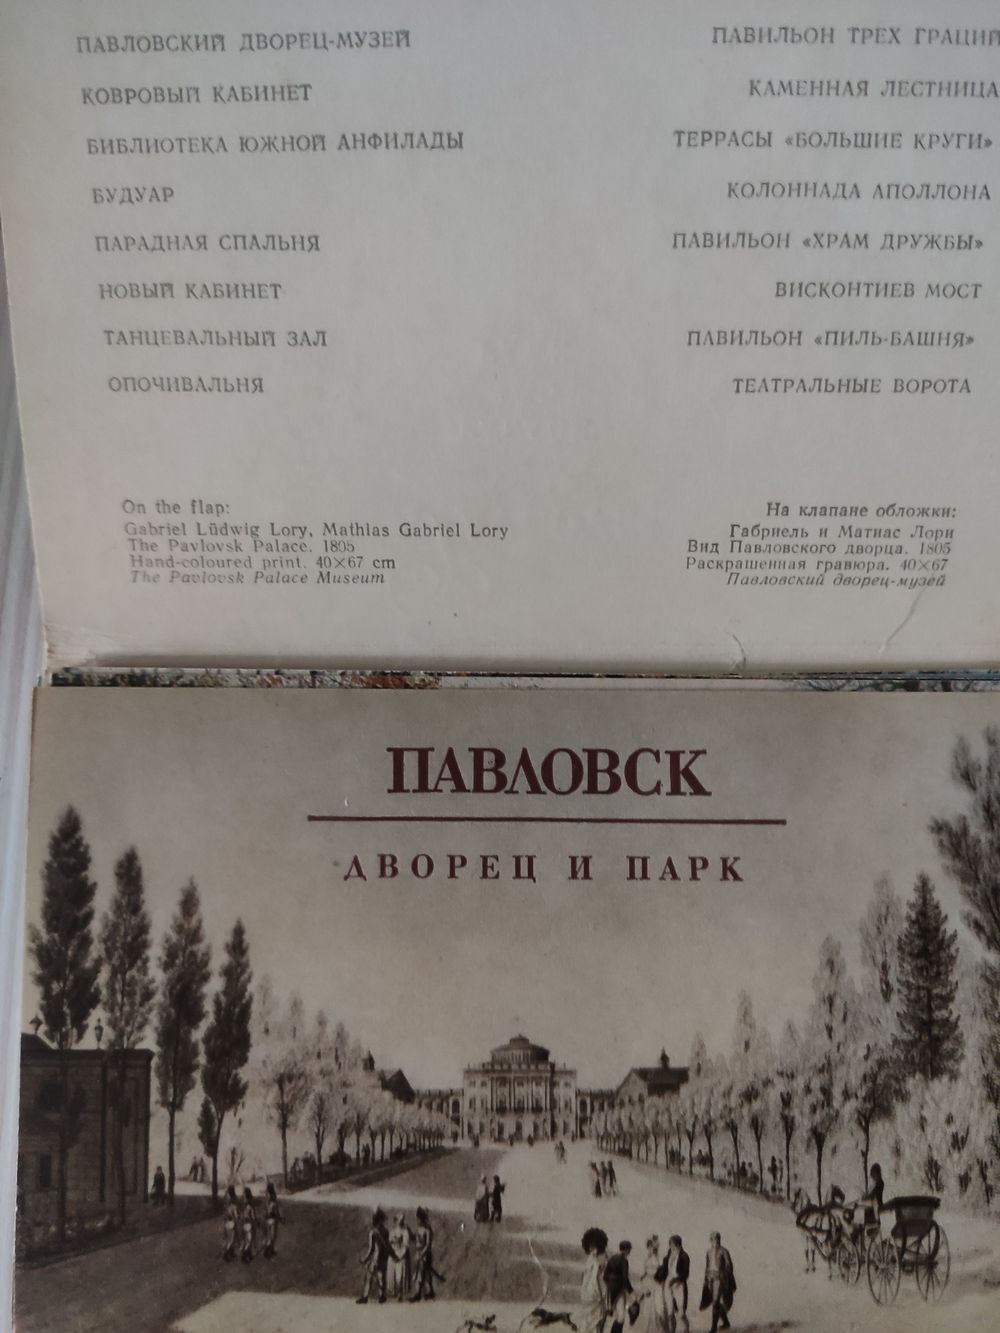 ПАВЛОВСКИЙ ДВОРЕЦ-МУЗЕЙ
КОВРОВЫЙ КАБИНЕТ
БИБЛИОТЕКА ЮЖНОЙ АНФИЛАДЫ
БУДУАР
ПАРАДНАЯ СПАЛЬНЯ
НОВЫЙ КАБИНЕТ
ТАНЦЕВАЛЬНЫЙ ЗАЛ
ОПОЧИВАЛЬНЯ
ПАВИЛЬОН ТРЕХ ГРАЦИЙ
КАМЕННАЯ ЛЕСТНИЦА
ТЕРРАСЫ «БОЛЬШИЕ КРУГИ»
КОЛОННАДА АПОЛЛОНА
ПАВИЛЬОН «ХРАМ ДРУЖБЫ»
ВИСКОНТИЕВ МОСТ
ПАВИЛЬОН «ПИЛЬ-БАШНЯ»
ТЕАТРАЛЬНЫЕ ВОРОТА
On the flap:
Gabriel Lüdwig Lory, Mathias Gabriel Lory
The Pavlovsk Palace. 1805
Hand-coloured print. 40×67 cm
The Pavlovsk Palace Museum
На клапане обложки:
Габриель и Матиас Лори
Вид Павловского дворца. 1805
Раскрашенная гравюра. 40×67
Павловский дворец-музей
ПАВЛОВСК
ДВОРЕЦ И ПАРК